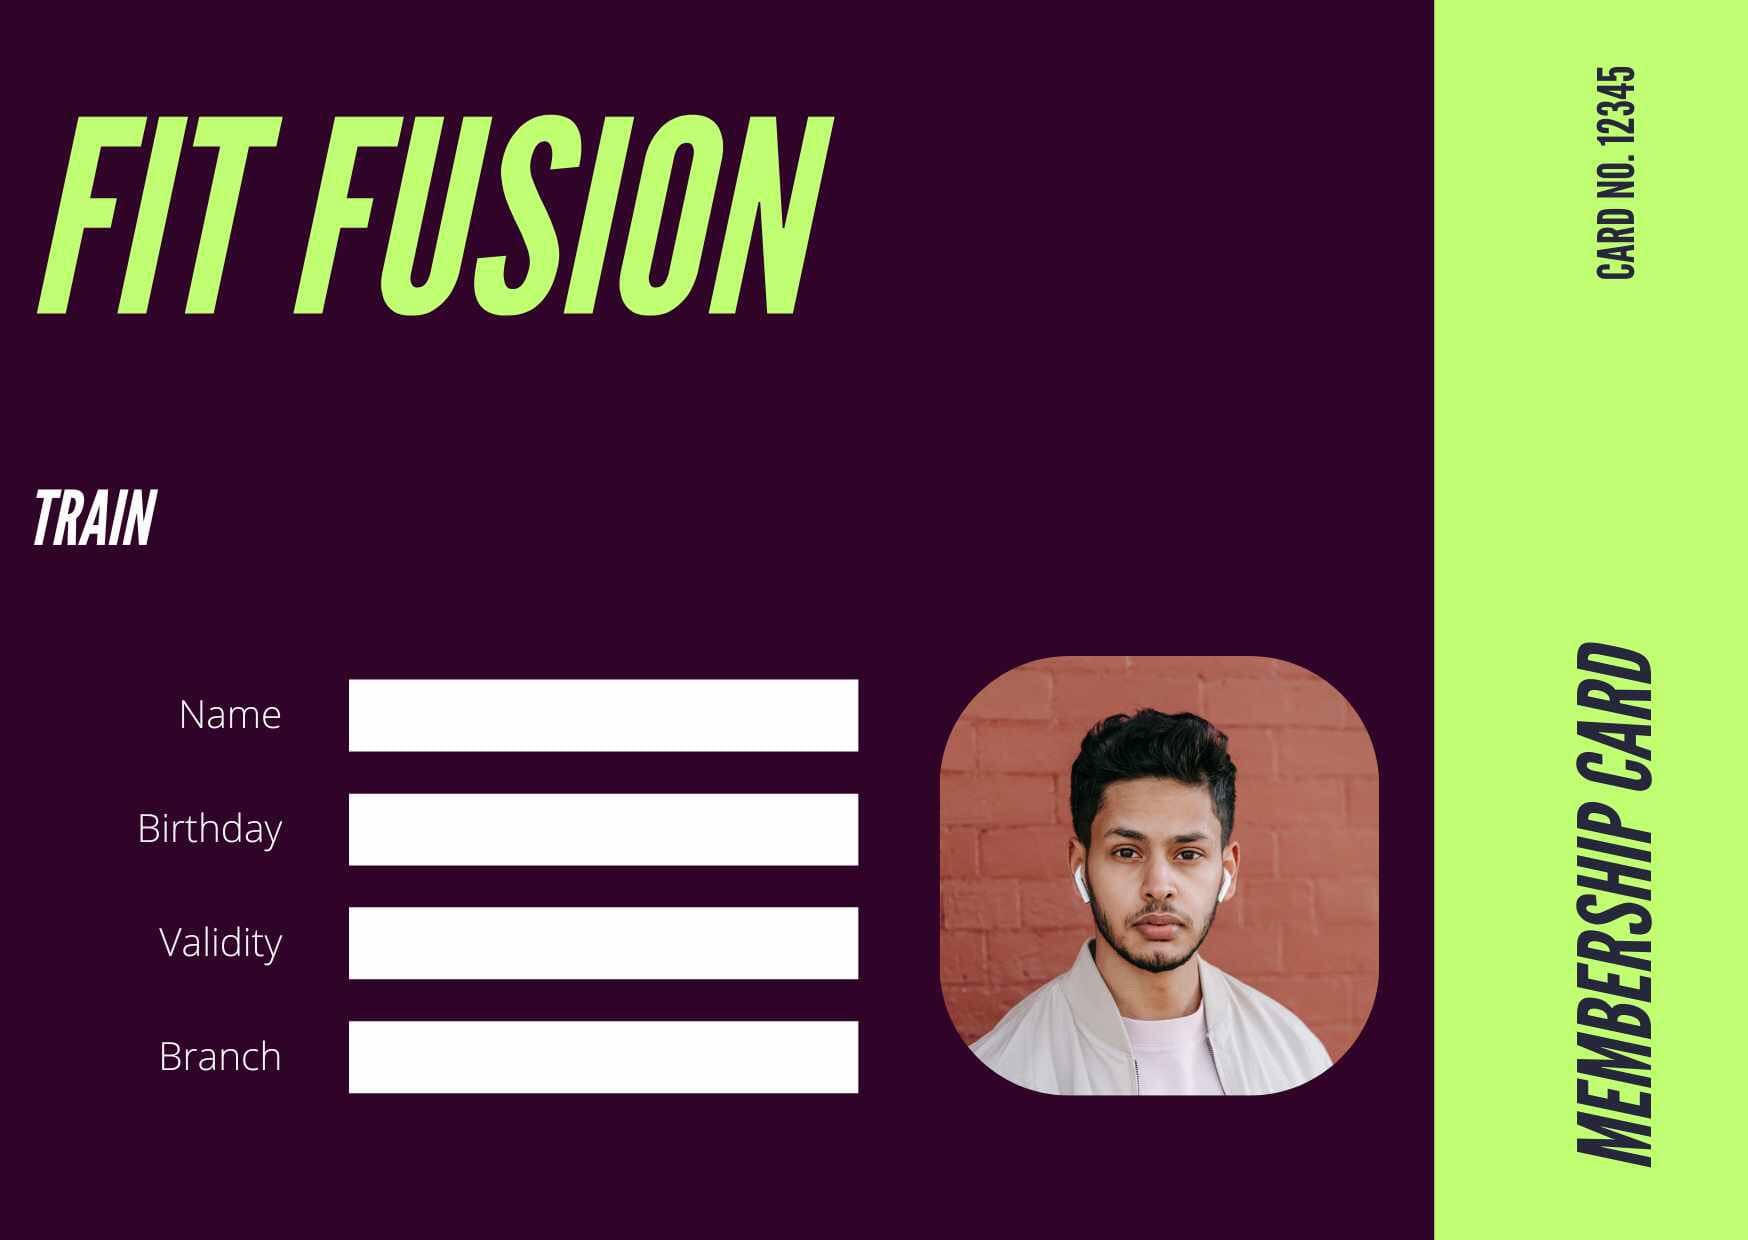 FIT FUSION
TRAIN
Name
Birthday
Validity
Branch
CARD NO. 12345
MEMBERSHIP CARD